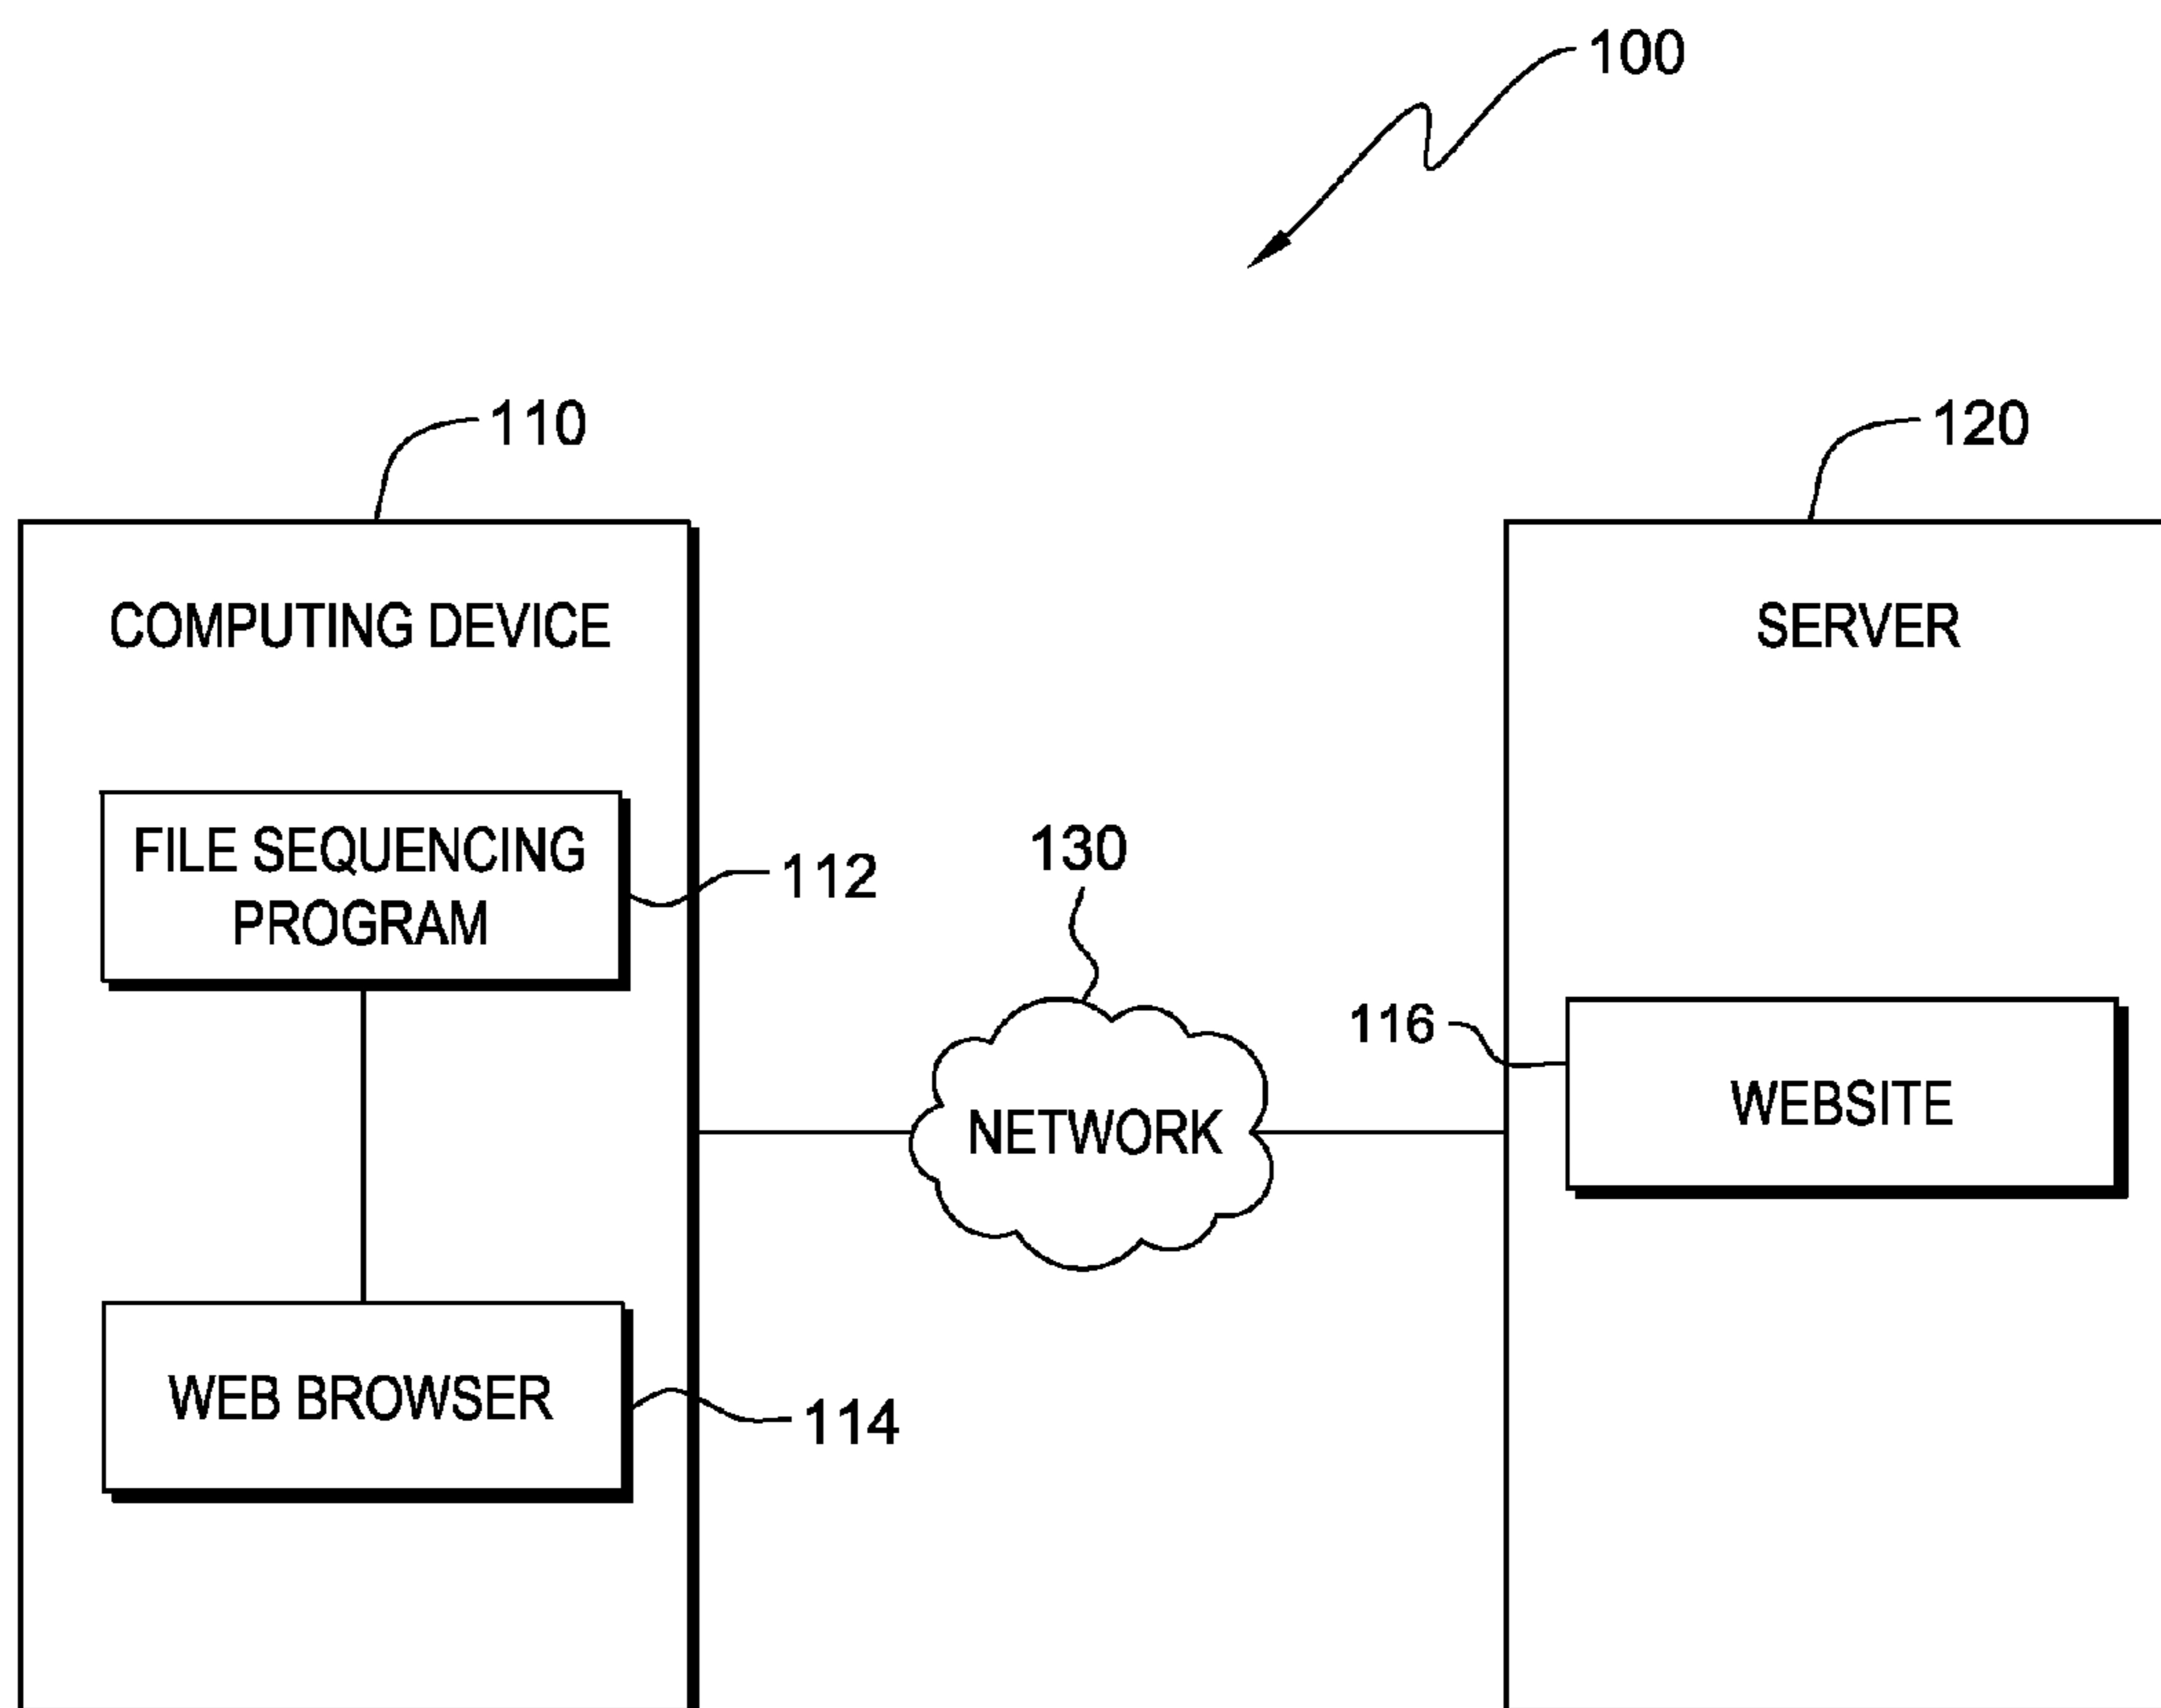 100
110
120
COMPUTING DEVICE
SERVER
FILE SEQUENCING
PROGRAM
112
130
116
WEBSITE
NETWORK
WEB BROWSER
114